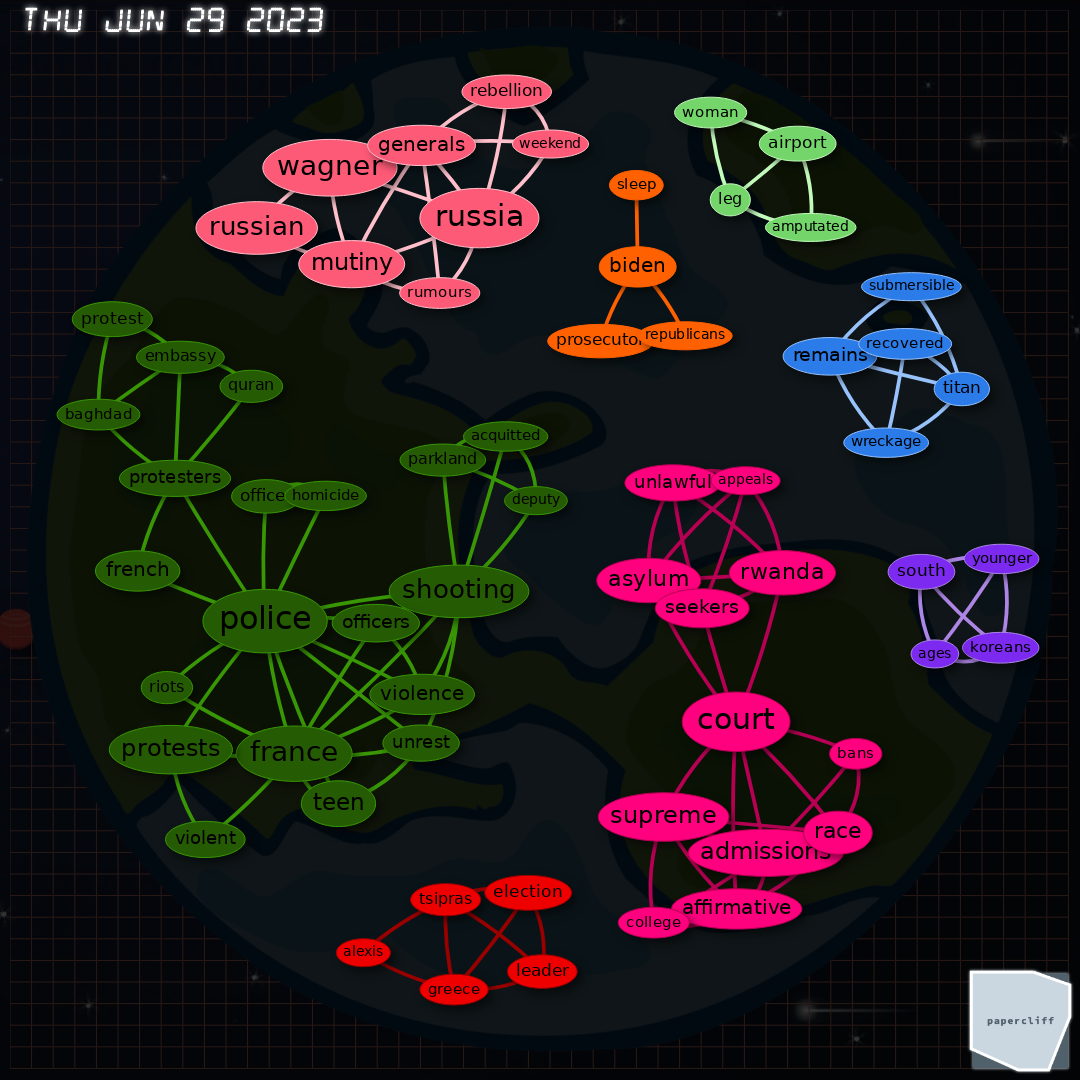 THU JUN 29 2023
rebellion
generals
weekend
wagner
russia
russian
mutiny
rumours
woman
airport
leg
amputated
sleep
biden
prosecutor
republicans
submersible
recovered
remains
titan
wreckage
protest
embassy
quran
baghdad
protesters
office
homicide
french
acquitted
parkland
deputy
shooting
police
officers
riots
violence
protests
france
unrest
teen
violent
unlawful
appeals
asylum
rwanda
seekers
south
younger
ages
koreans
court
bans
supreme
race
admissions
affirmative
college
tsipras
election
alexis
leader
greece
papercliff